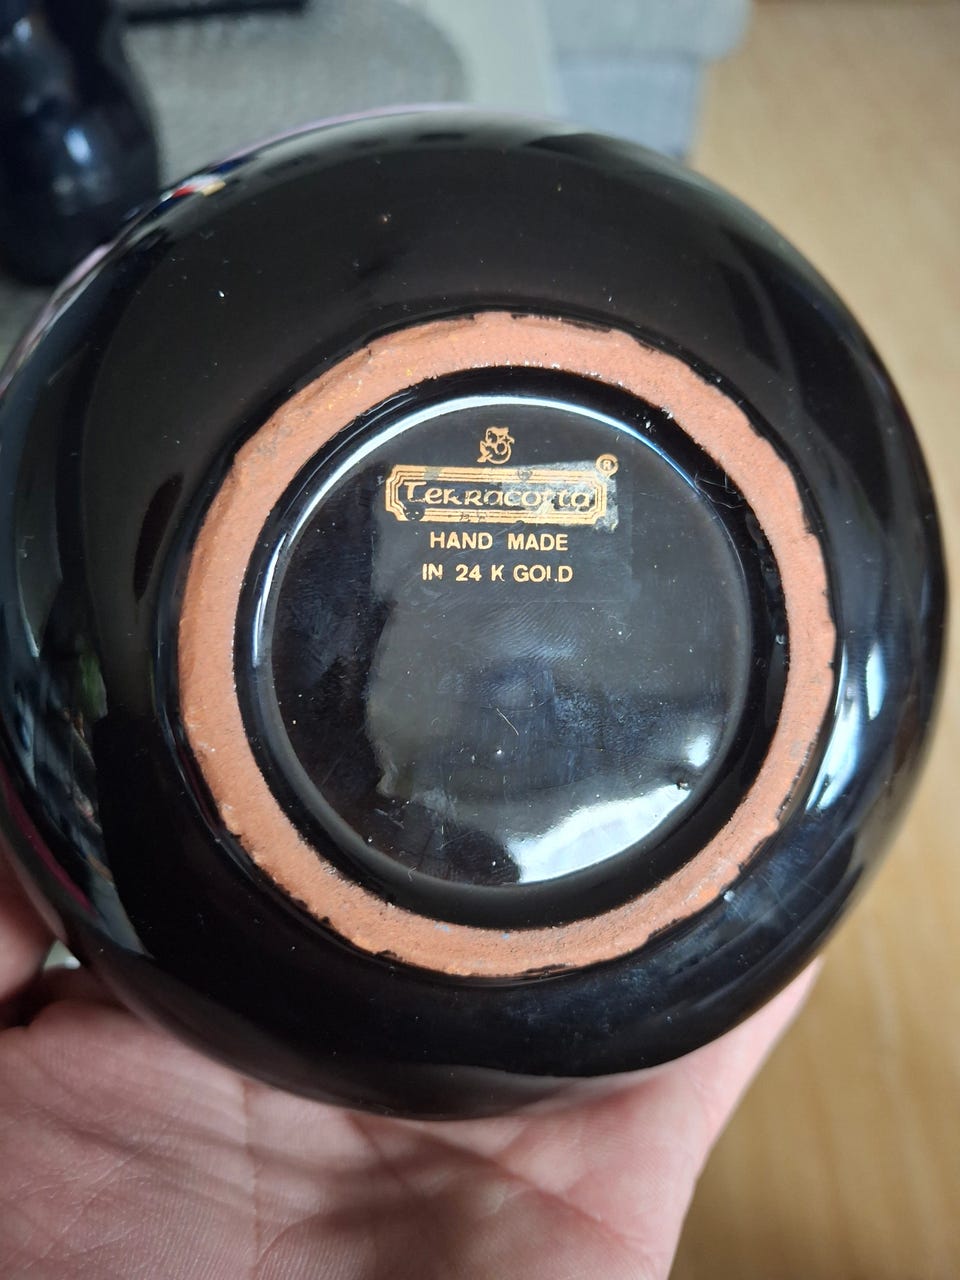 Terracotta ®
HAND MADE
IN 24 K GOLD